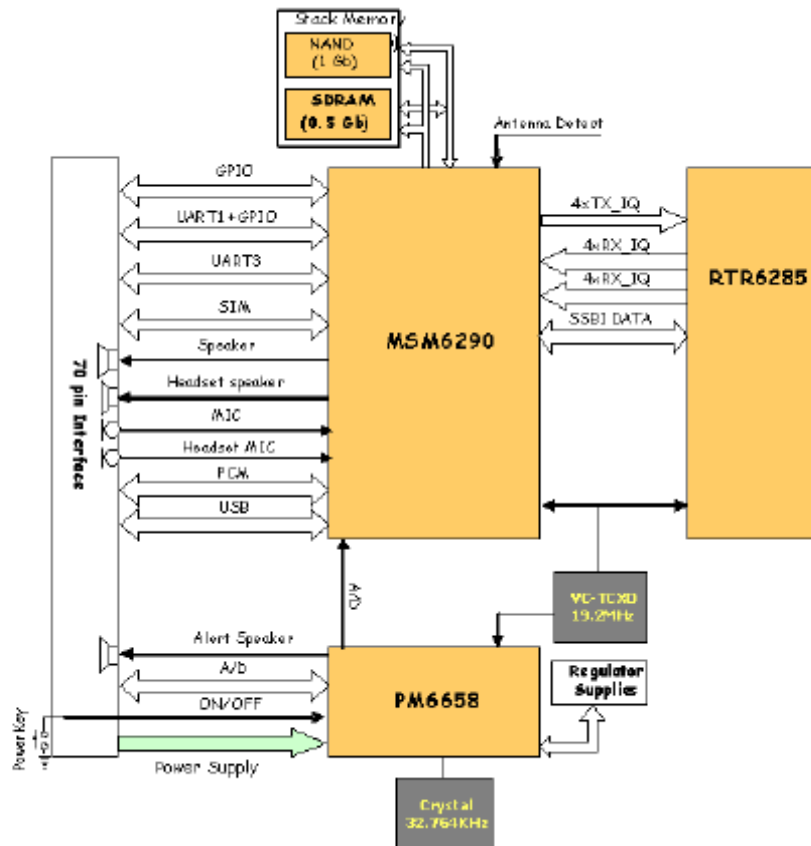 Stack Memory
NAND
(1 Gb)
SDRAM
(0.5 Gb)
Antenna Detect
GPIO
UART1+GPIO
UART3
SIM
Speaker
Headset speaker
MIC
Headset MIC
PCM
USB
70 pin Interface
MSM6290
4xTX_IQ
4xRX_IQ
4xRX_IQ
SSBI DATA
RTR6285
A/D
VC-TCXO
19.2MHz
Alert Speaker
A/D
ON/OFF
Power Key
Power Supply
PM6658
Regulator
Supplies
Crystal
32.764KHz